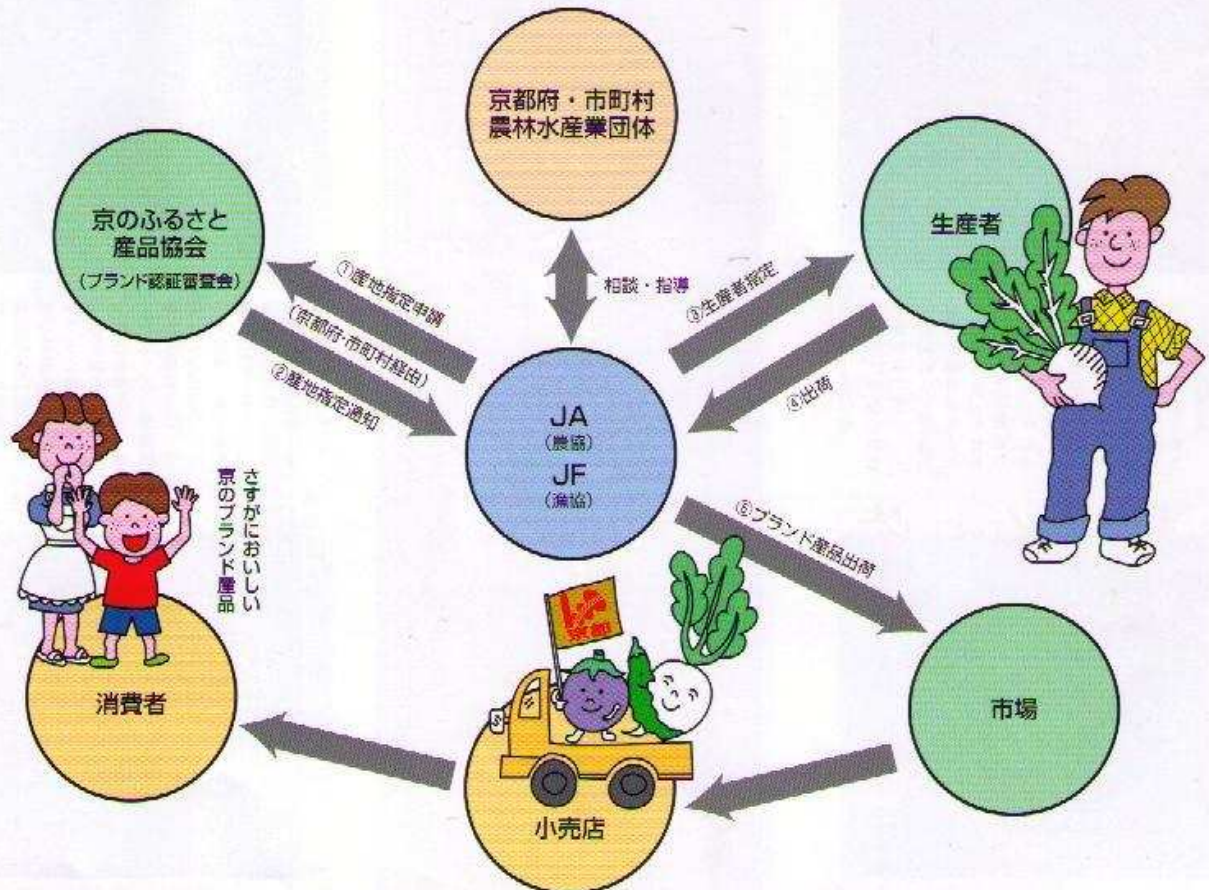 京都府・市町村
農林水産業団体
京のふるさと
産品協会
(ブランド認証審査会)
生産者
①産地指定申請
(京都府・市町村経由)
②産地指定通知
相談・指導
③生産者指定
④出荷
JA
(農協)
JF
(漁協)
さすがにおいしい
京のブランド産品
⑤ブランド産品出荷
京都
消費者
小売店
市場